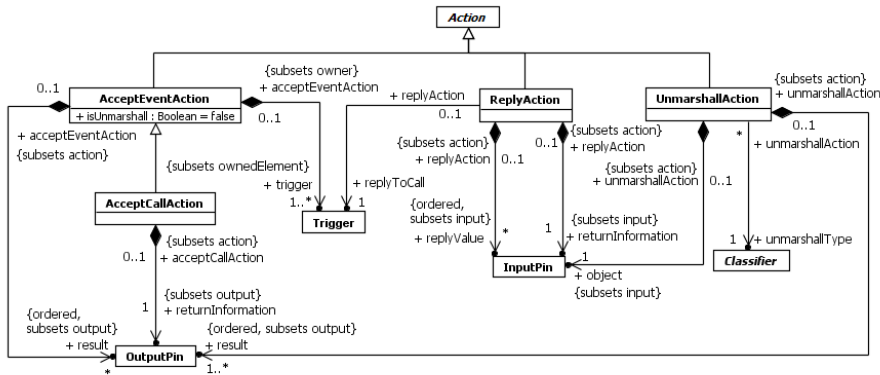 Action
{subsets owner}
+ acceptEventAction
0..1
AcceptEventAction
+ isUnmarshall : Boolean = false
0..1
+ acceptEventAction
{subsets action}
+ replyAction
0..1
ReplyAction
UnmarshallAction
{subsets action}
+ unmarshallAction
0..1
{subsets action}
+ replyAction
0..1
0..1
{subsets action}
+ replyAction
{subsets action}
+ unmarshallAction
0..1
*
+ unmarshallAction
{subsets ownedElement}
+ trigger
1..*
+ replyToCall
1
Trigger
AcceptCallAction
{subsets action}
0..1
+ acceptCallAction
{ordered,
subsets input}
+ replyValue
*
{subsets input}
1
+ returnInformation
InputPin
1
+ object
{subsets input}
1
+ unmarshallType
Classifier
{subsets output}
1
+ returnInformation
{ordered,
subsets output}
+ result
*
OutputPin
{ordered, subsets output}
+ result
1..*